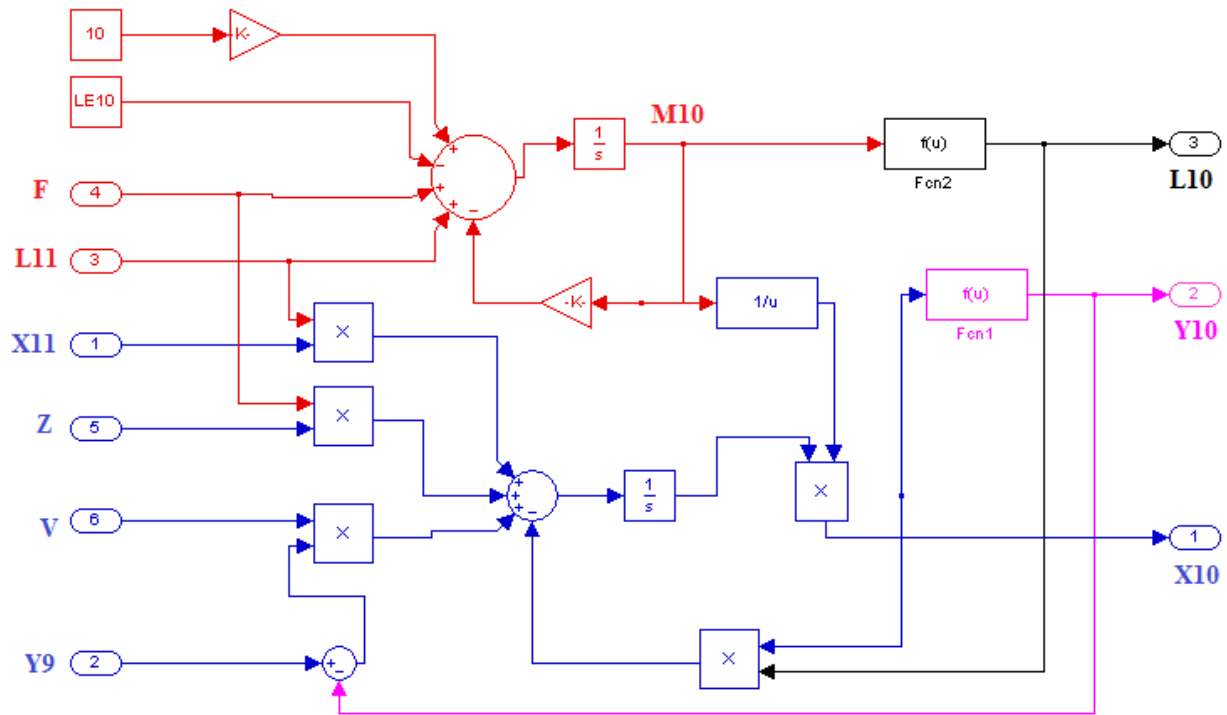 10
K-
LE10
M10
1
s
f(u)
3
Fcn2
L10
+
−
+
+
−
F
4
L11
3
-K-
1/u
f(u)
2
Fcn1
Y10
×
X11
1
×
Z
5
+
+
+
−
1
s
×
V
6
×
1
X10
×
Y9
2
+
−